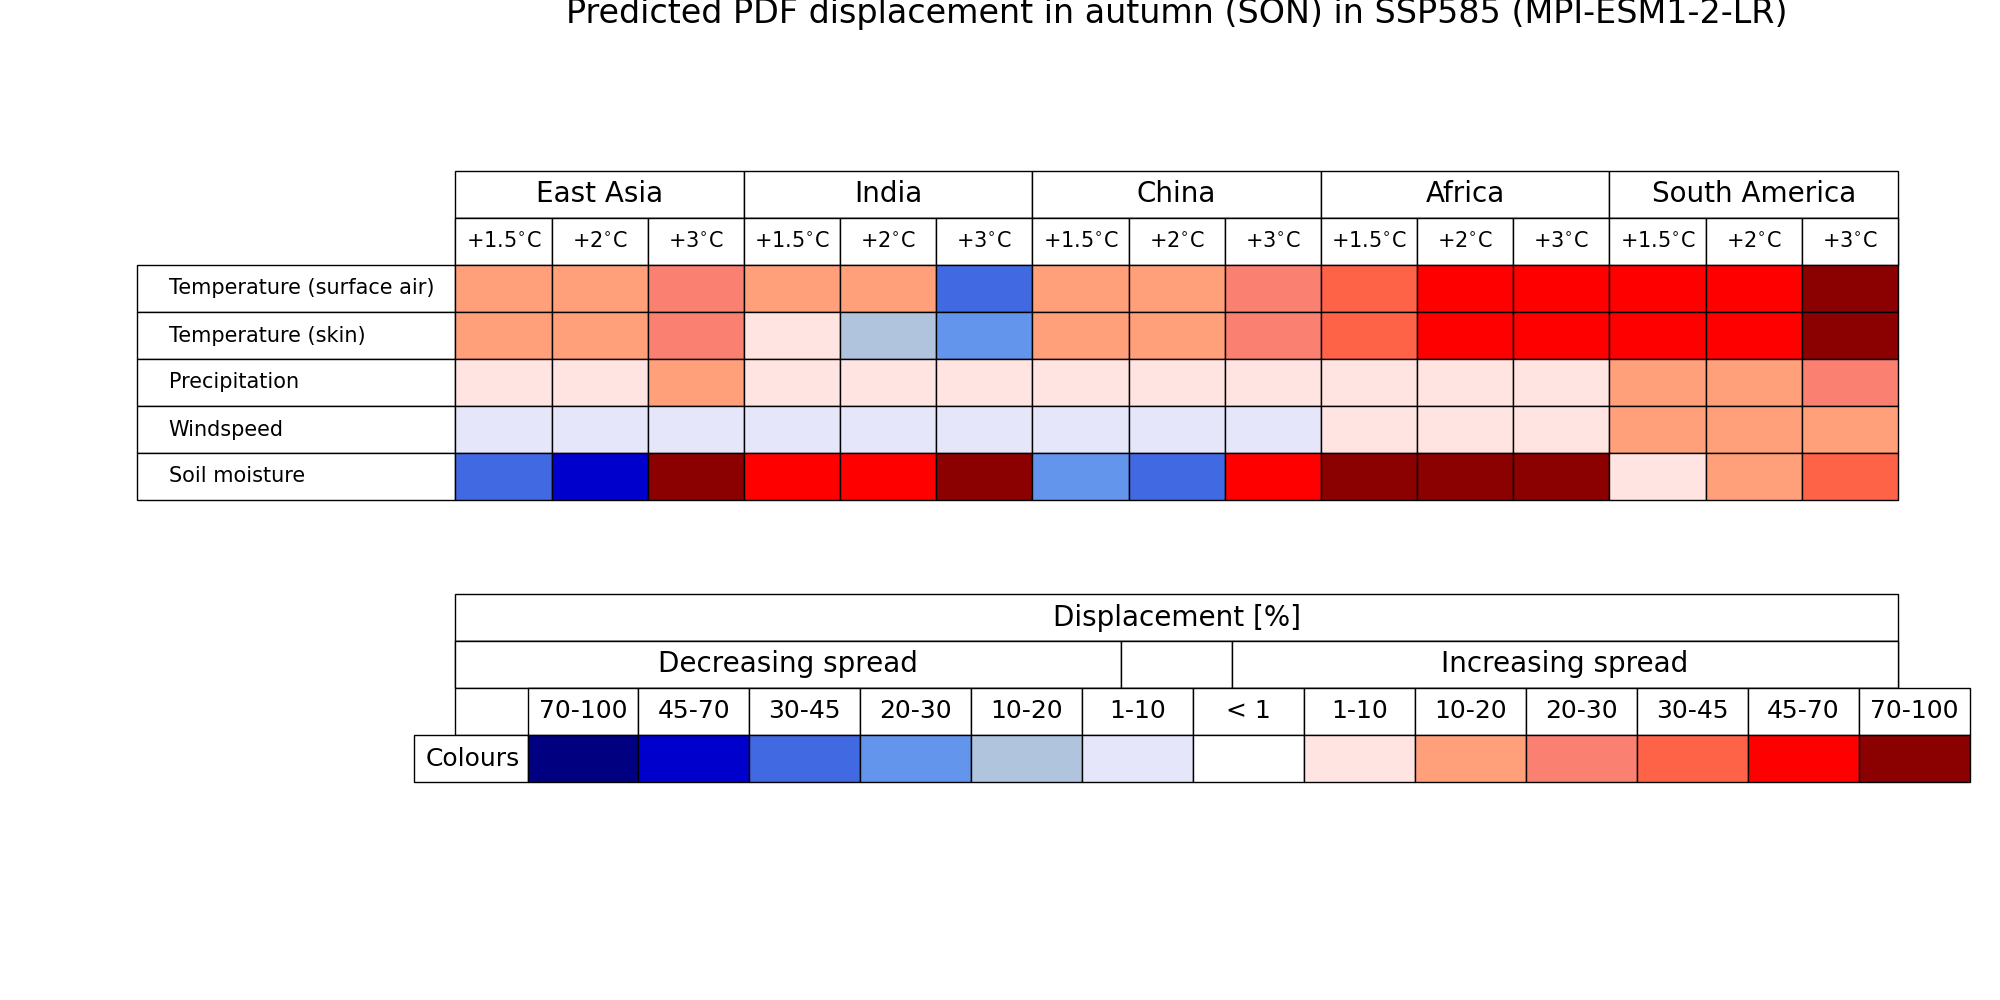 Predicted PDF displacement in autumn (SON) in SSP585 (MPI-ESM1-2-LR)
East Asia India China Africa South America
+1.5°C +2°C +3°C +1.5°C +2°C +3°C +1.5°C +2°C +3°C +1.5°C +2°C +3°C +1.5°C +2°C +3°C
Temperature (surface air)
Temperature (skin)
Precipitation
Windspeed
Soil moisture
Displacement [%]
Decreasing spread Increasing spread
70-100 45-70 30-45 20-30 10-20 1-10 < 1 1-10 10-20 20-30 30-45 45-70 70-100
Colours